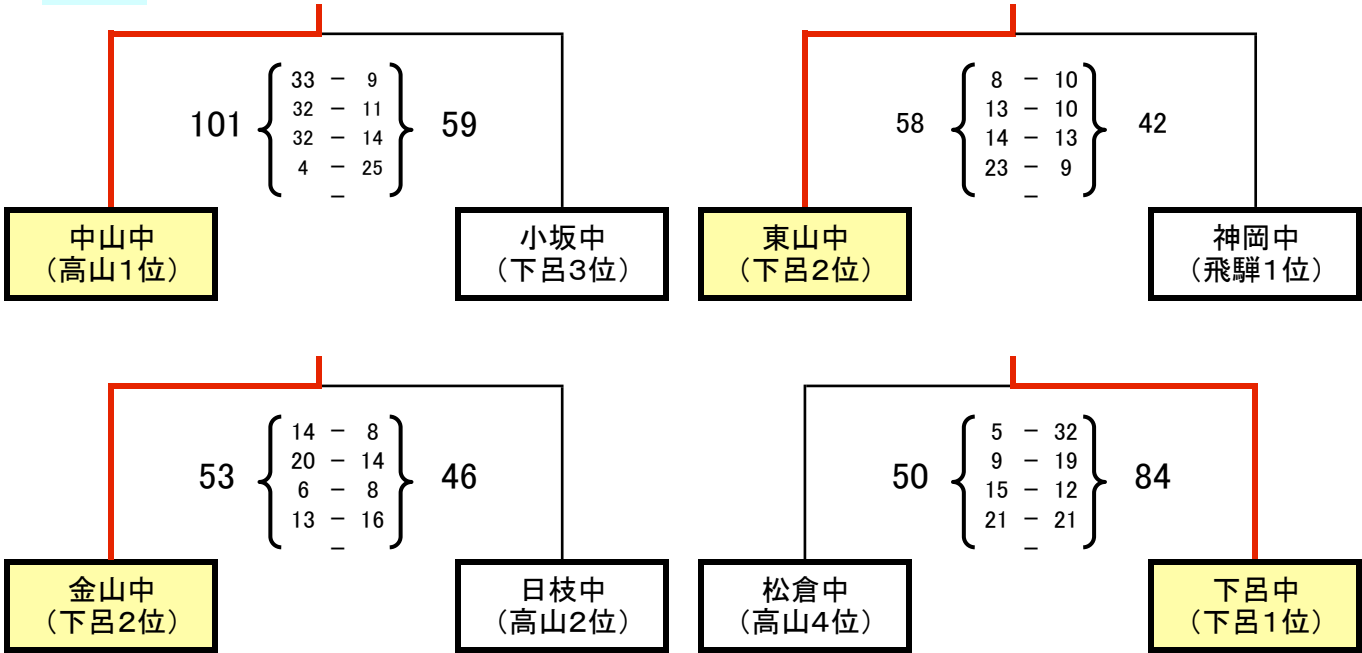 101 33 － 9 59
32 － 11
32 － 14
4 － 25
－
中山中
（高山１位）
小坂中
（下呂３位）
58 8 － 10 42
13 － 10
14 － 13
23 － 9
－
東山中
（下呂２位）
神岡中
（飛騨１位）
53 14 － 8 46
20 － 14
6 － 8
13 － 16
－
金山中
（下呂２位）
日枝中
（高山２位）
50 5 － 32 84
9 － 19
15 － 12
21 － 21
－
松倉中
（高山４位）
下呂中
（下呂１位）